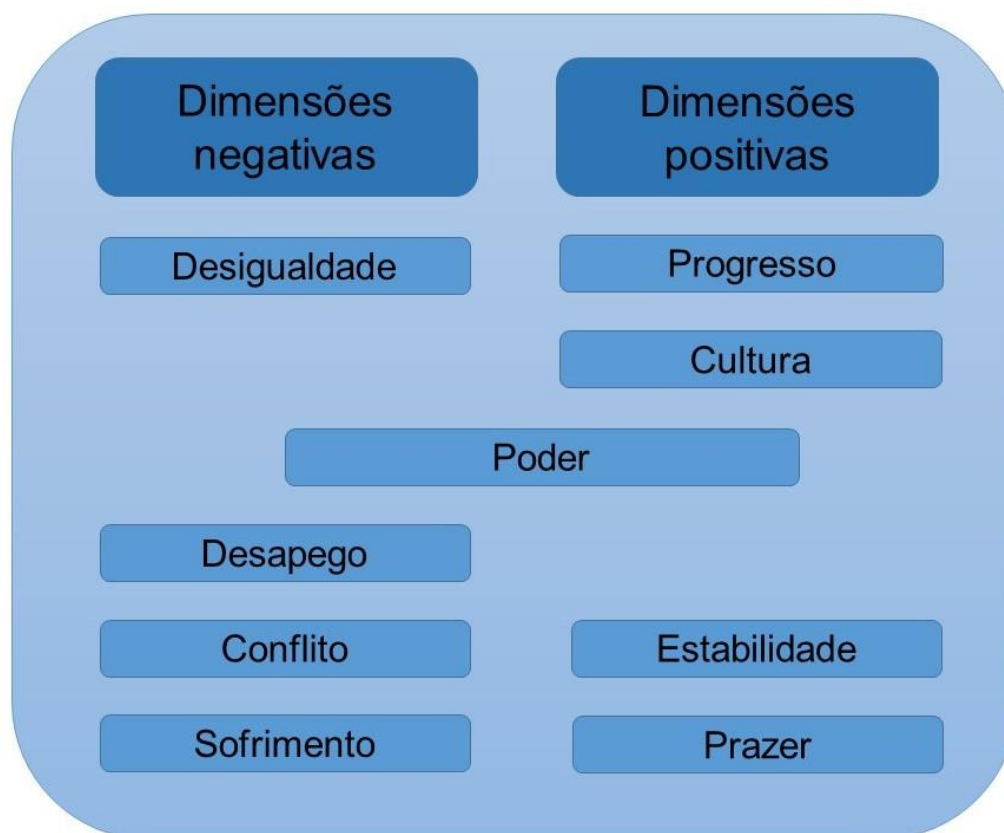 Dimensões
negativas
Dimensões
positivas
Desigualdade
Progresso
Cultura
Poder
Desapego
Conflito
Estabilidade
Sofrimento
Prazer